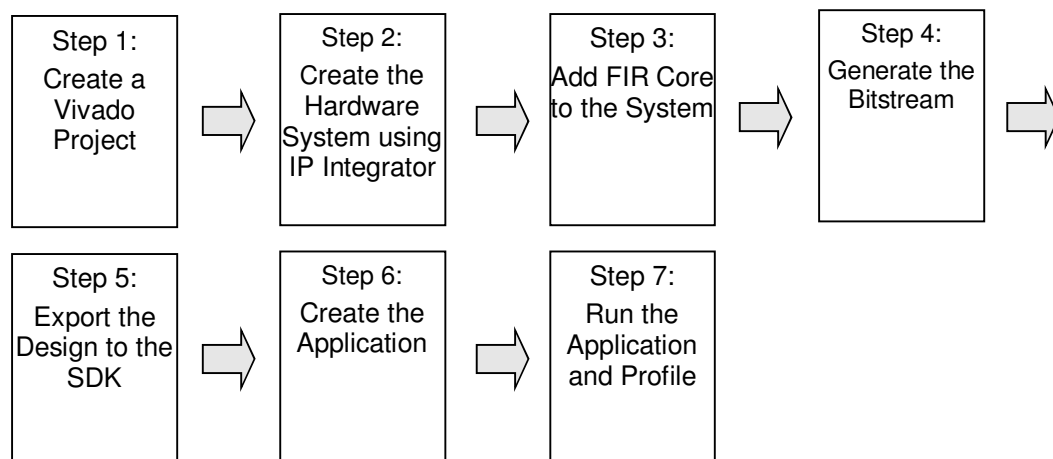 Step 1:
Create a
Vivado
Project
Step 2:
Create the
Hardware
System using
IP Integrator
Step 3:
Add FIR Core
to the System
Step 4:
Generate the
Bitstream
Step 5:
Export the
Design to the
SDK
Step 6:
Create the
Application
Step 7:
Run the
Application
and Profile